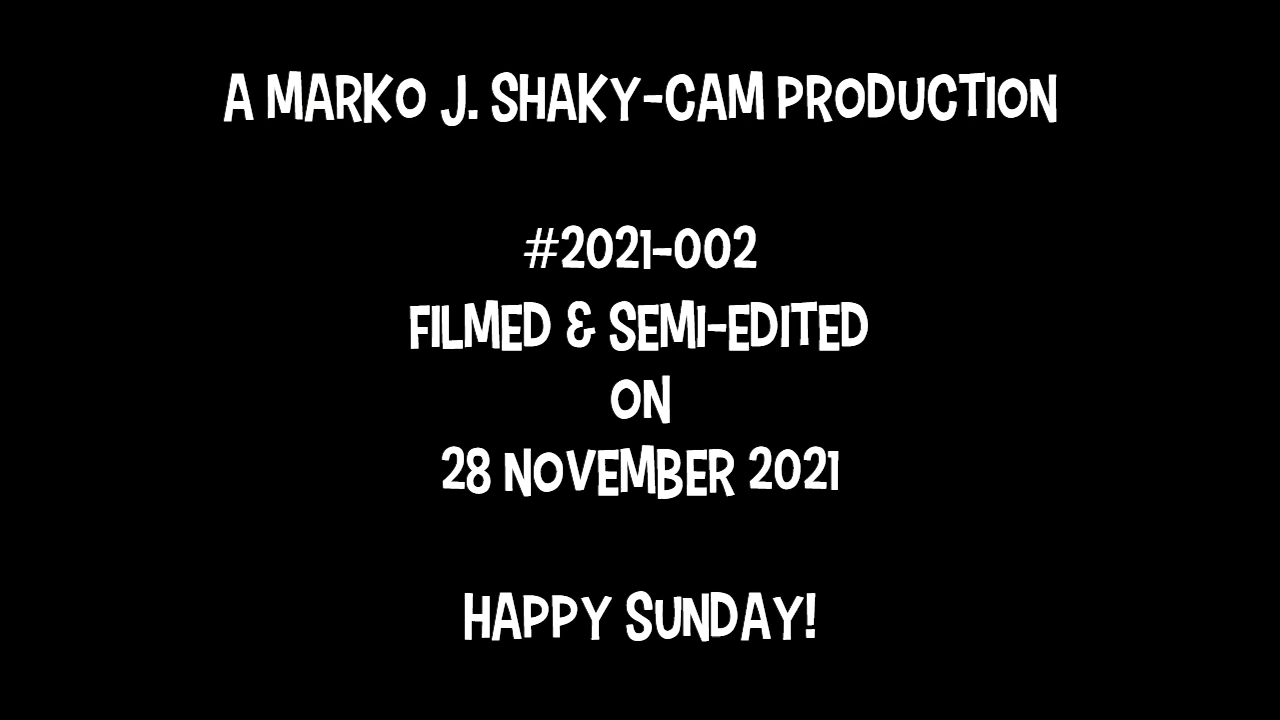 A MARKO J. SHAKY-CAM PRODUCTION
#2021-002
FILMED & SEMI-EDITED
ON
28 NOVEMBER 2021
HAPPY SUNDAY!